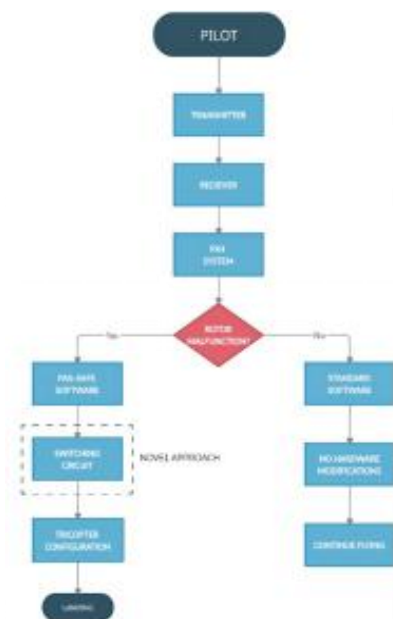 PILOT
TRANSMITTER
RECIEVER
SYSTEM
ROTOR
MALFUNCTION?
Yes
No
FAIL-SAFE
SOFTWARE
STANDARD
SOFTWARE
SWITCHING
CIRCUIT
NOVEL APPROACH
NO HARDWARE
MODIFICATIONS
TRICOPTER
CONFIGURATION
CONTINUE FLYING
LANDING